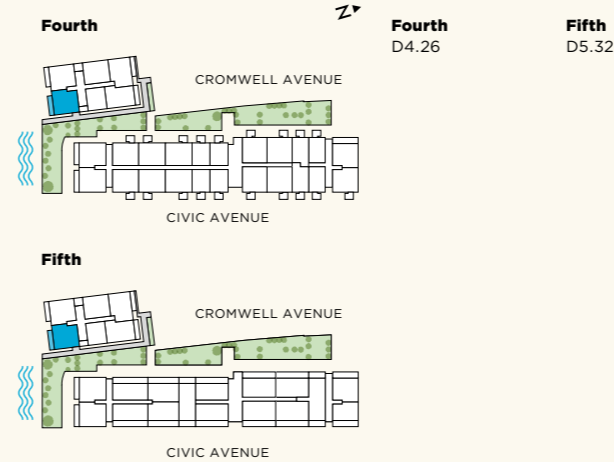 Fourth
N
Fourth
Fifth
D4.26
D5.32
CROMWELL AVENUE
CIVIC AVENUE
Fifth
CROMWELL AVENUE
CIVIC AVENUE